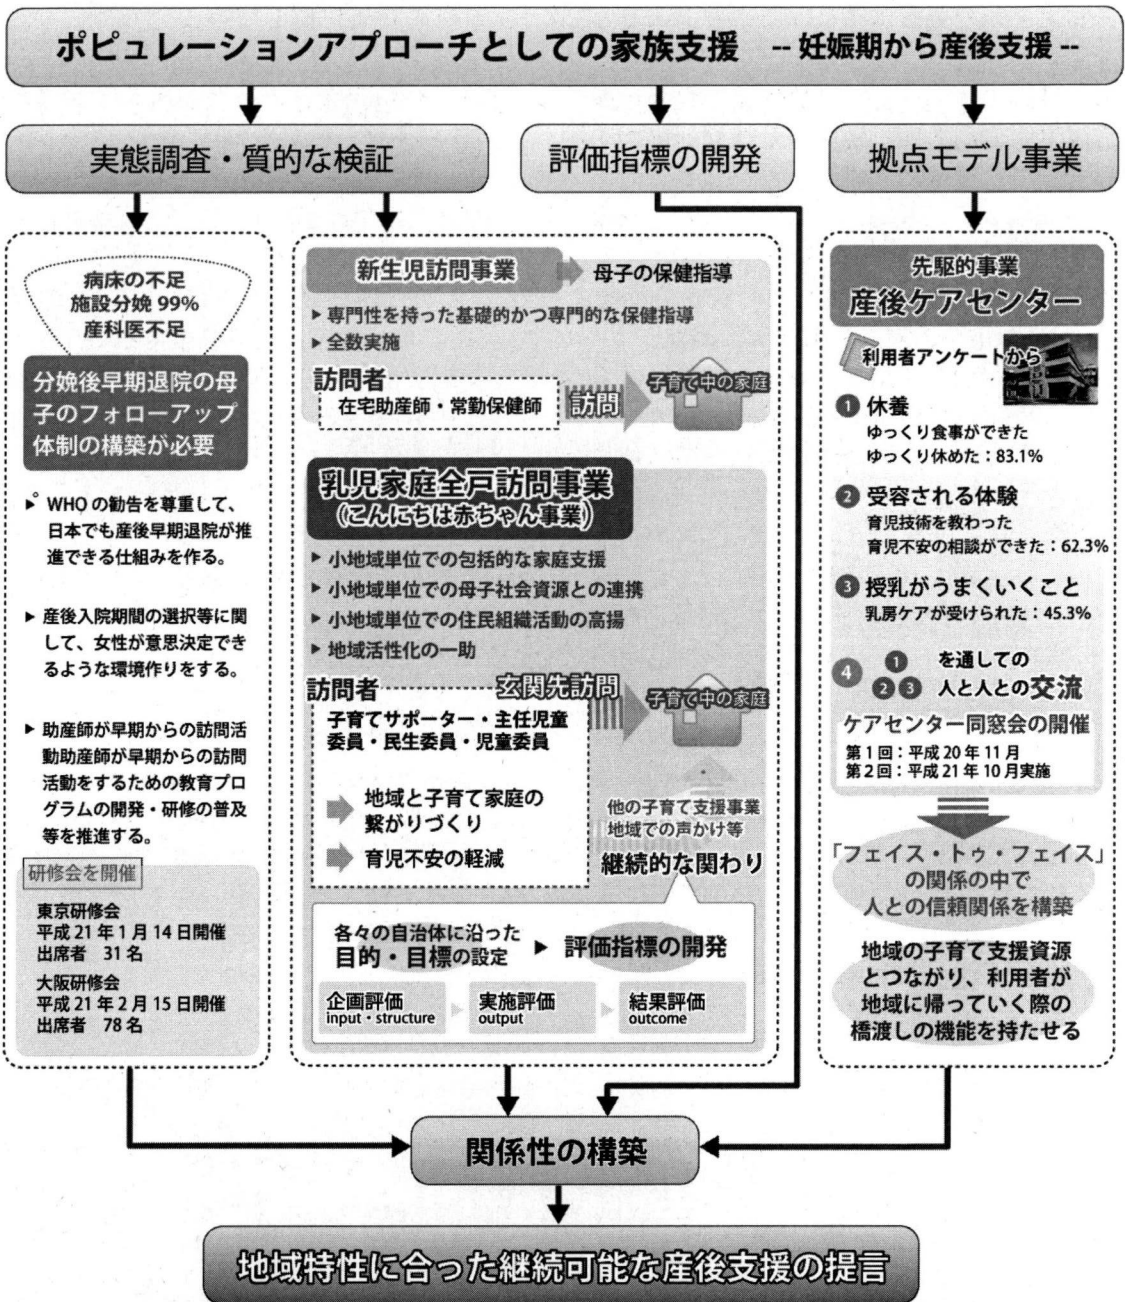 ポピュレーションアプローチとしての家族支援 -- 妊娠期から産後支援 --
実態調査・質的な検証
評価指標の開発
拠点モデル事業
病床の不足
施設分娩 99%
産科医不足
分娩後早期退院の母
子のフォローアップ
体制の構築が必要
▶ WHO の勧告を尊重して、
日本でも産後早期退院が推
進できる仕組みを作る。
▶ 産後入院期間の選択等に関
して、女性が意思決定でき
るような環境作りをする。
▶ 助産師が早期からの訪問活
動助産師が早期からの訪問
活動をするための教育プロ
グラムの開発・研修の普及
等を推進する。
研修会を開催
東京研修会
平成 21 年 1 月 14 日開催
出席者 31 名
大阪研修会
平成 21 年 2 月 15 日開催
出席者 78 名
新生児訪問事業
母子の保健指導
▶ 専門性を持った基礎的かつ専門的な保健指導
▶ 全数実施
訪問者
在宅助産師・常勤保健師
訪問
子育て中の家庭
乳児家庭全戸訪問事業
(こんにちは赤ちゃん事業)
▶ 小地域単位での包括的な家庭支援
▶ 小地域単位での母子社会資源との連携
▶ 小地域単位での住民組織活動の高揚
▶ 地域活性化の一助
訪問者
玄関先訪問
子育て中の家庭
子育てサポーター・主任児童
委員・民生委員・児童委員
地域と子育て家庭の
繋がりづくり
育児不安の軽減
他の子育て支援事業
地域での声かけ等
継続的な関わり
各々の自治体に沿った
目的・目標の設定
▶ 評価指標の開発
企画評価
input・structure
実施評価
output
結果評価
outcome
先駆的事業
産後ケアセンター
利用者アンケートから
❶ 休養
ゆっくり食事ができた
ゆっくり休めた：83.1%
❷ 受容される体験
育児技術を教わった
育児不安の相談ができた：62.3%
❸ 授乳がうまくいくこと
乳房ケアが受けられた：45.3%
❹ ❶❷❸ を通しての
人と人との交流
ケアセンター同窓会の開催
第 1 回：平成 20 年 11 月
第 2 回：平成 21 年 10 月実施
「フェイス・トゥ・フェイス」
の関係の中で
人との信頼関係を構築
地域の子育て支援資源
とつながり、利用者が
地域に帰っていく際の
橋渡しの機能を持たせる
関係性の構築
地域特性に合った継続可能な産後支援の提言